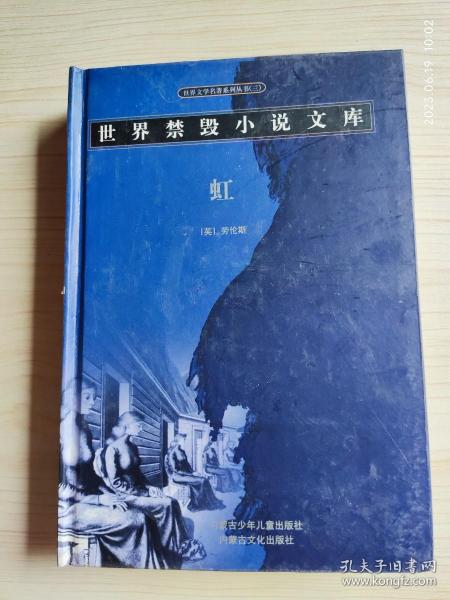 世界文学名著系列丛书(三)
世界禁毁小说文库
虹
[英] 劳伦斯
内蒙古少年儿童出版社
内蒙古文化出版社
2023.06.19 10:02
孔夫子旧书网
www.kongfz.com